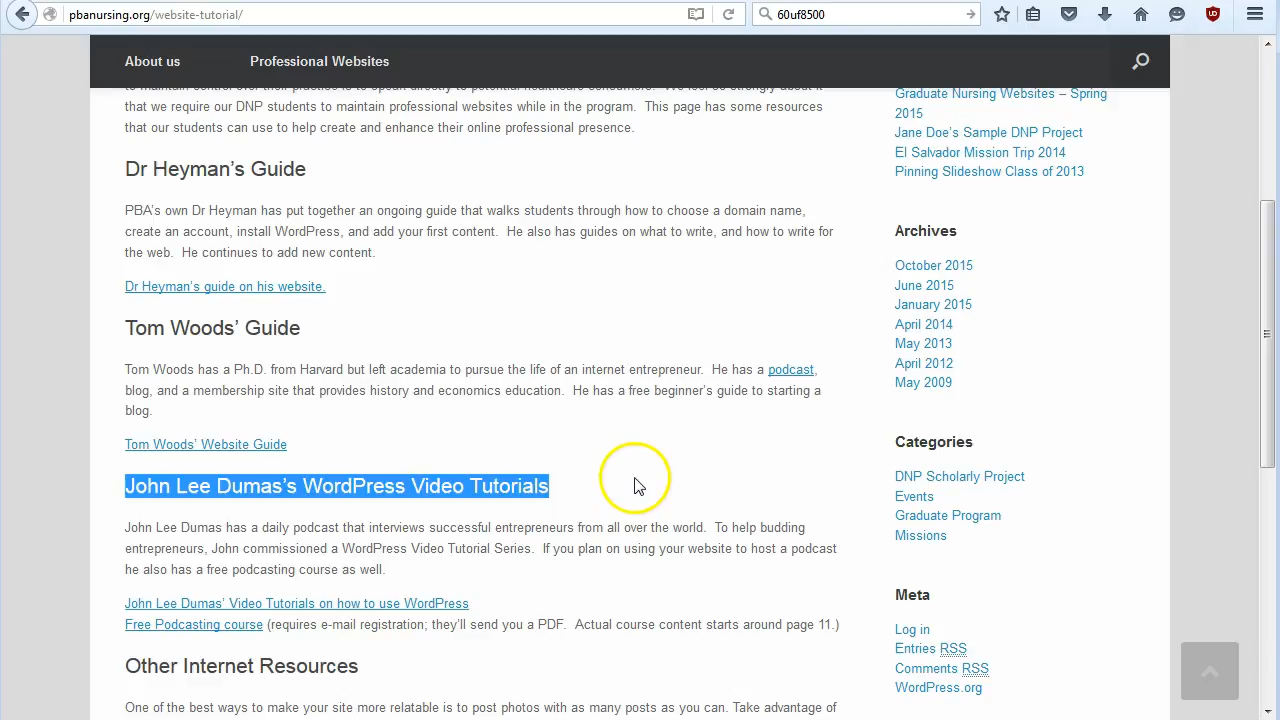 pbanursing.org/website-tutorial/
60uf8500
About us
Professional Websites
that we require our DNP students to maintain professional websites while in the program.  This page has some resources
that our students can use to help create and enhance their online professional presence.
Dr Heyman's Guide
PBA's own Dr Heyman has put together an ongoing guide that walks students through how to choose a domain name,
create an account, install WordPress, and add your first content.  He also has guides on what to write, and how to write for
the web.  He continues to add new content.
Dr Heyman's guide on his website.
Tom Woods' Guide
Tom Woods has a Ph.D. from Harvard but left academia to pursue the life of an internet entrepreneur.  He has a podcast,
blog, and a membership site that provides history and economics education.  He has a free beginner's guide to starting a
blog.
Tom Woods' Website Guide
John Lee Dumas's WordPress Video Tutorials
John Lee Dumas has a daily podcast that interviews successful entrepreneurs from all over the world.  To help budding
entrepreneurs, John commissioned a WordPress Video Tutorial Series.  If you plan on using your website to host a podcast
he also has a free podcasting course as well.
John Lee Dumas' Video Tutorials on how to use WordPress
Free Podcasting course (requires e-mail registration; they'll send you a PDF.  Actual course content starts around page 11.)
Other Internet Resources
One of the best ways to make your site more relatable is to post photos with as many posts as you can. Take advantage of
Graduate Nursing Websites – Spring
2015
Jane Doe's Sample DNP Project
El Salvador Mission Trip 2014
Pinning Slideshow Class of 2013
Archives
October 2015
June 2015
January 2015
April 2014
May 2013
April 2012
May 2009
Categories
DNP Scholarly Project
Events
Graduate Program
Missions
Meta
Log in
Entries RSS
Comments RSS
WordPress.org